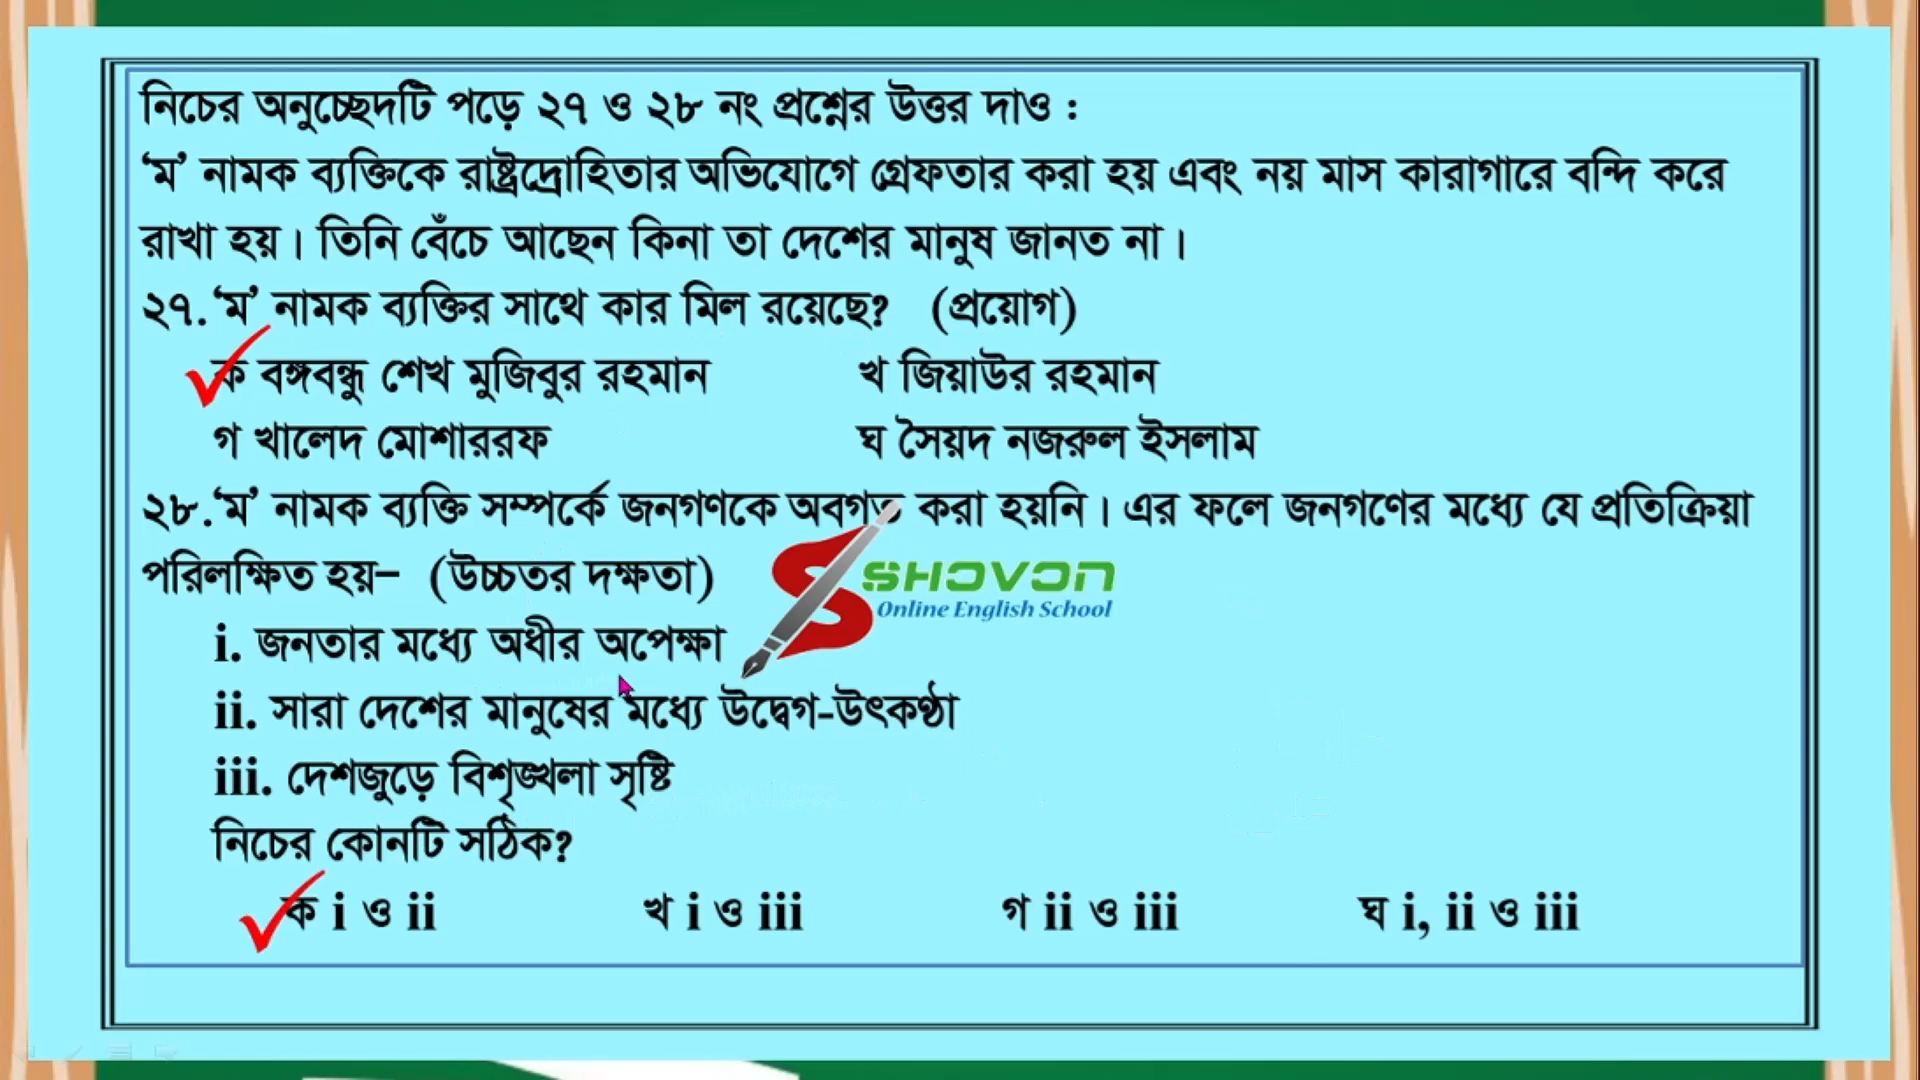 নিচের অনুচ্ছেদটি পড়ে ২৭ ও ২৮ নং প্রশ্নের উত্তর দাও :
‘ম’ নামক ব্যক্তিকে রাষ্ট্রদ্রোহিতার অভিযোগে গ্রেফতার করা হয় এবং নয় মাস কারাগারে বন্দি করে
রাখা হয়। তিনি বেঁচে আছেন কিনা তা দেশের মানুষ জানত না।
২৭.‘ম’ নামক ব্যক্তির সাথে কার মিল রয়েছে? (প্রয়োগ)
ক বঙ্গবন্ধু শেখ মুজিবুর রহমান খ জিয়াউর রহমান
গ খালেদ মোশাররফ ঘ সৈয়দ নজরুল ইসলাম
২৮.‘ম’ নামক ব্যক্তি সম্পর্কে জনগণকে অবগত করা হয়নি। এর ফলে জনগণের মধ্যে যে প্রতিক্রিয়া
পরিলক্ষিত হয়– (উচ্চতর দক্ষতা)
SHOVON
Online English School
i. জনতার মধ্যে অধীর অপেক্ষা
ii. সারা দেশের মানুষের মধ্যে উদ্বেগ-উৎকণ্ঠা
iii. দেশজুড়ে বিশৃঙ্খলা সৃষ্টি
নিচের কোনটি সঠিক?
ক i ও ii খ i ও iii গ ii ও iii ঘ i, ii ও iii